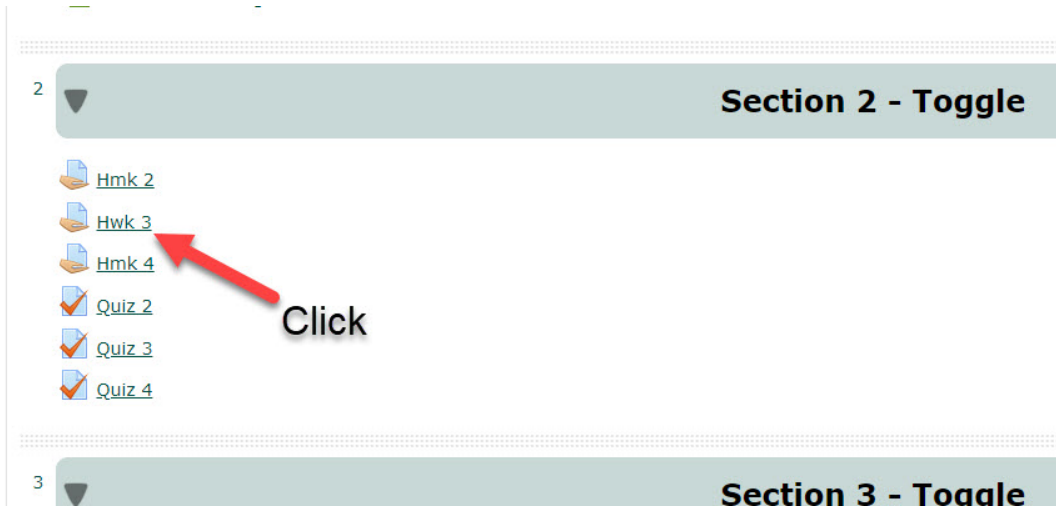 2
Section 2 - Toggle
Hmk 2
Hwk 3
Hmk 4
Quiz 2
Click
Quiz 3
Quiz 4
3
Section 3 - Toggle